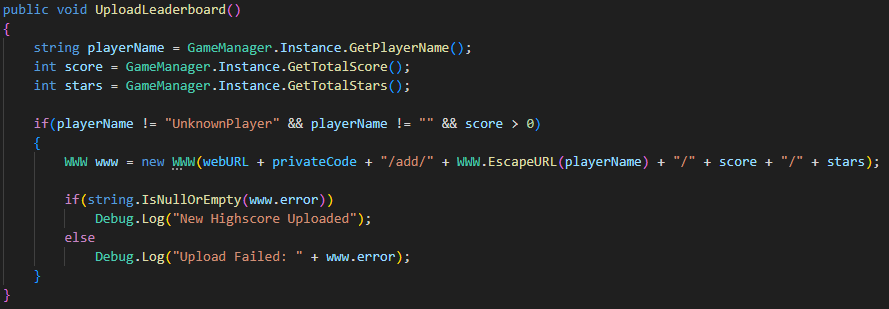 public void UploadLeaderboard()
{
    string playerName = GameManager.Instance.GetPlayerName();
    int score = GameManager.Instance.GetTotalScore();
    int stars = GameManager.Instance.GetTotalStars();

    if(playerName != "UnknownPlayer" && playerName != "" && score > 0)
    {
        WWW www = new WWW(webURL + privateCode + "/add/" + WWW.EscapeURL(playerName) + "/" + score + "/" + stars);

        if(string.IsNullOrEmpty(www.error))
            Debug.Log("New Highscore Uploaded");
        else
            Debug.Log("Upload Failed: " + www.error);
    }
}